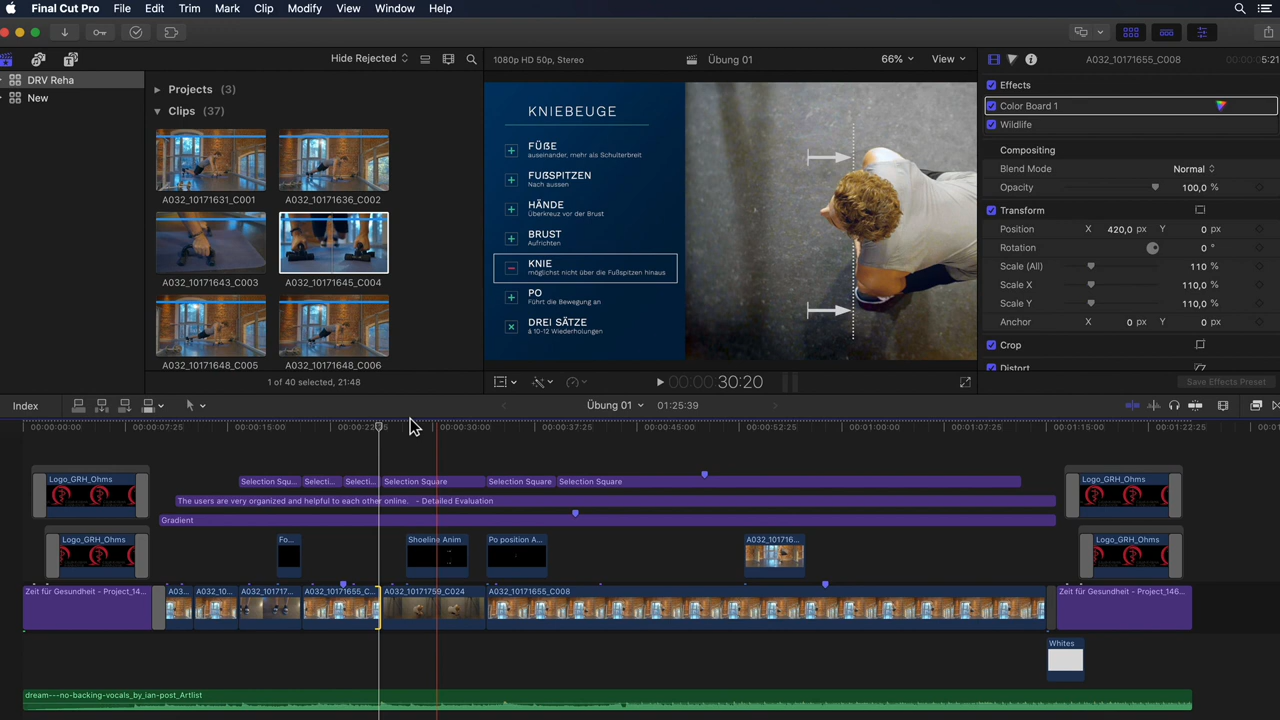 Final Cut Pro File Edit Trim Mark Clip Modify View Window Help
Hide Rejected
1080p HD 50p, Stereo
Übung 01
66%
View
A032_10171655_C008
5:21
DRV Reha
New
Projects (3)
Clips (37)
A032_10171631_C001
A032_10171636_C002
A032_10171643_C003
A032_10171645_C004
A032_10171648_C005
A032_10171648_C006
1 of 40 selected, 21:48
KNIEBEUGE
FÜẞE
auseinander, mehr als Schulterbreit
FUẞSPITZEN
Nach aussen
HÄNDE
Überkreuz vor der Brust
BRUST
Aufrichten
KNIE
möglichst nicht über die Fußspitzen hinaus
PO
Führt die Bewegung an
DREI SÄTZE
à 10-12 Wiederholungen
00:00:30:20
Effects
Color Board 1
Wildlife
Compositing
Blend Mode Normal
Opacity 100,0 %
Transform
Position X 420,0 px Y 0 px
Rotation 0 °
Scale (All) 110 %
Scale X 110,0 %
Scale Y 110,0 %
Anchor X 0 px Y 0 px
Crop
Distort
Save Effects Preset
Index
Übung 01
01:25:39
00:00:00:00
00:00:07:25
00:00:15:00
00:00:22:25
00:00:30:00
00:00:37:25
00:00:45:00
00:00:52:25
00:01:00:00
00:01:07:25
00:01:15:00
00:01:22:25
Logo_GRH_Ohms
Selection Squ...
Selecti...
Selecti...
Selection Square
Selection Square
Selection Square
Logo_GRH_Ohms
The users are very organized and helpful to each other online. - Detailed Evaluation
Gradient
Logo_GRH_Ohms
Fo...
Shoeline Anim
Po position A...
A032_101716...
Logo_GRH_Ohms
Zeit für Gesundheit - Project_14...
A03...
A032_10...
A032_101717...
A032_10171655_C...
A032_10171759_C024
A032_10171655_C008
Zeit für Gesundheit - Project_146...
Whites
dream---no-backing-vocals_by_ian-post_Artlist